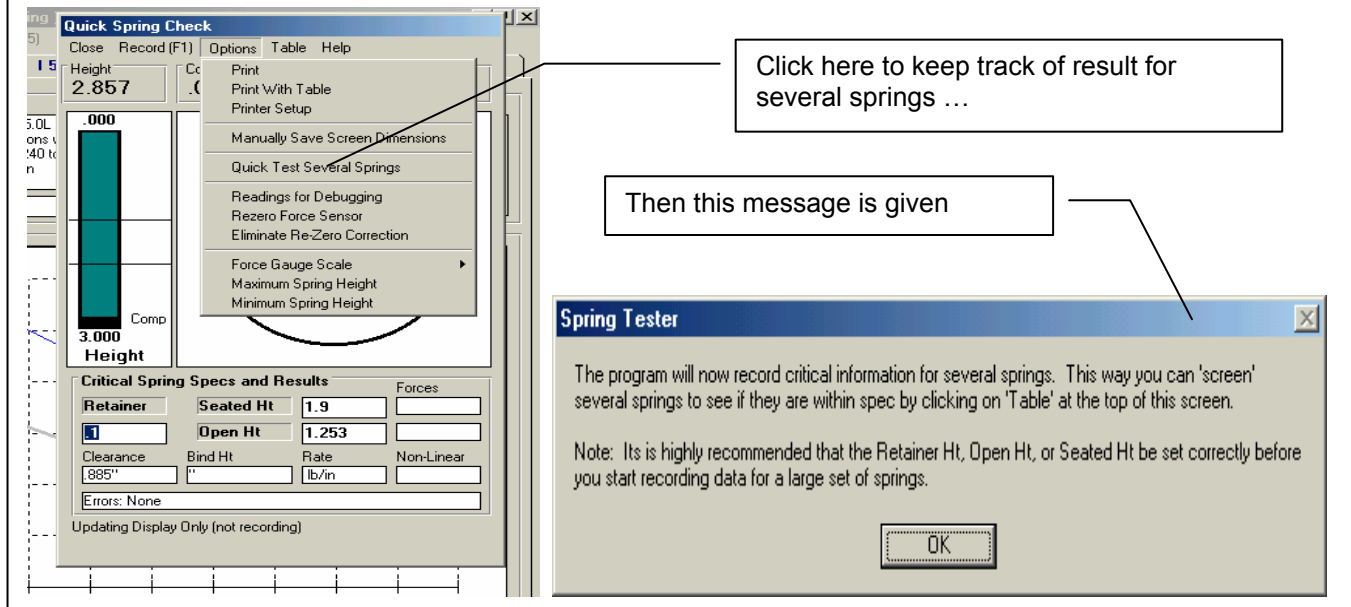 ing
5)
I 5
5.0L
ons
240 to
n
Quick Spring Check
Close Record (F1) Options Table Help
Height
2.857
Print
Print With Table
Printer Setup
Manually Save Screen Dimensions
Quick Test Several Springs
Readings for Debugging
Rezero Force Sensor
Eliminate Re-Zero Correction
Force Gauge Scale
Maximum Spring Height
Minimum Spring Height
.000
Comp
3.000
Height
Critical Spring Specs and Results
Forces
Retainer Seated Ht 1.9
.1 Open Ht 1.253
Clearance Bind Ht Rate Non-Linear
.885" " lb/in
Errors: None
Updating Display Only (not recording)
Click here to keep track of result for
several springs …
Then this message is given
Spring Tester
The program will now record critical information for several springs. This way you can 'screen'
several springs to see if they are within spec by clicking on 'Table' at the top of this screen.
Note: Its is highly recommended that the Retainer Ht, Open Ht, or Seated Ht be set correctly before
you start recording data for a large set of springs.
OK